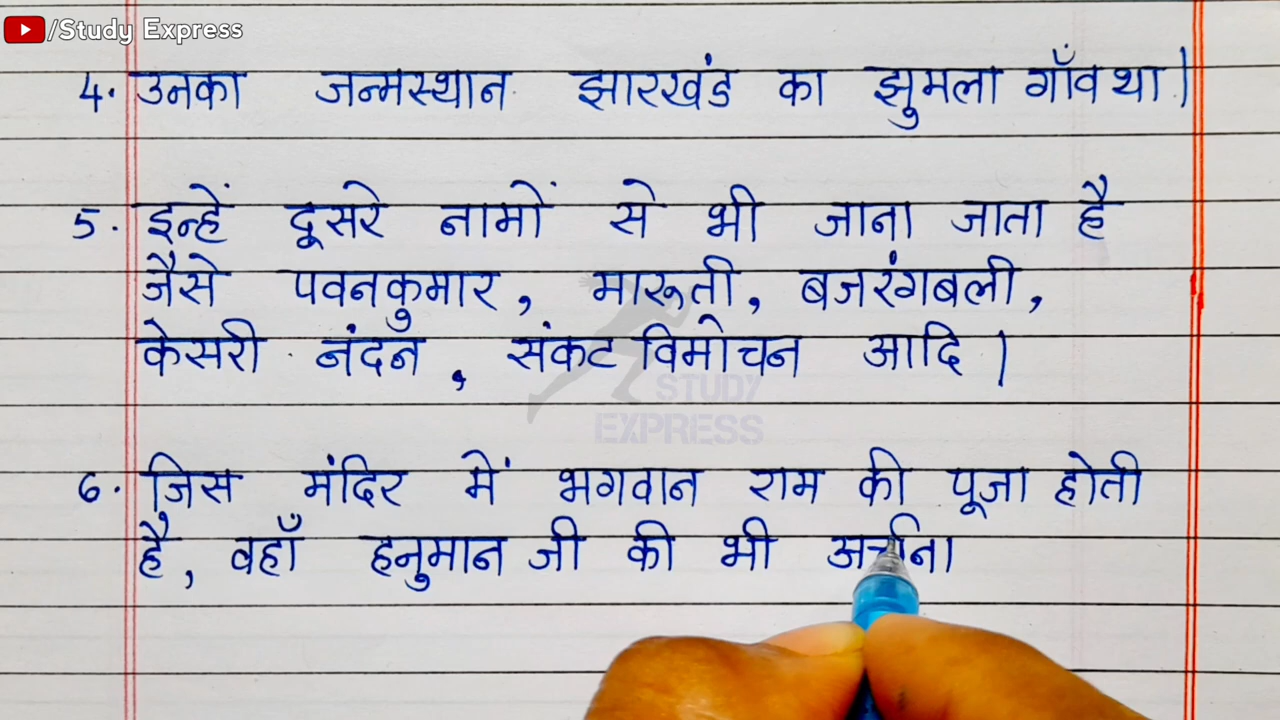 /Study Express
4. उनका जन्मस्थान झारखंड का झुमला गाँव था।
5. इन्हें दूसरे नामों से भी जाना जाता है
जैसे पवनकुमार, मारूती, बजरंगबली,
केसरी नंदन, संकट विमोचन आदि।
STUDY
EXPRESS
6. जिस मंदिर में भगवान राम की पूजा होती
है, वहाँ हनुमान जी की भी अर्चना